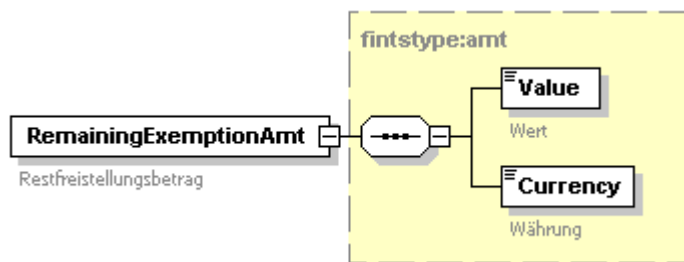 fintstype:amt
Value
Wert
RemainingExemptionAmt
Restfreistellungsbetrag
Currency
Währung